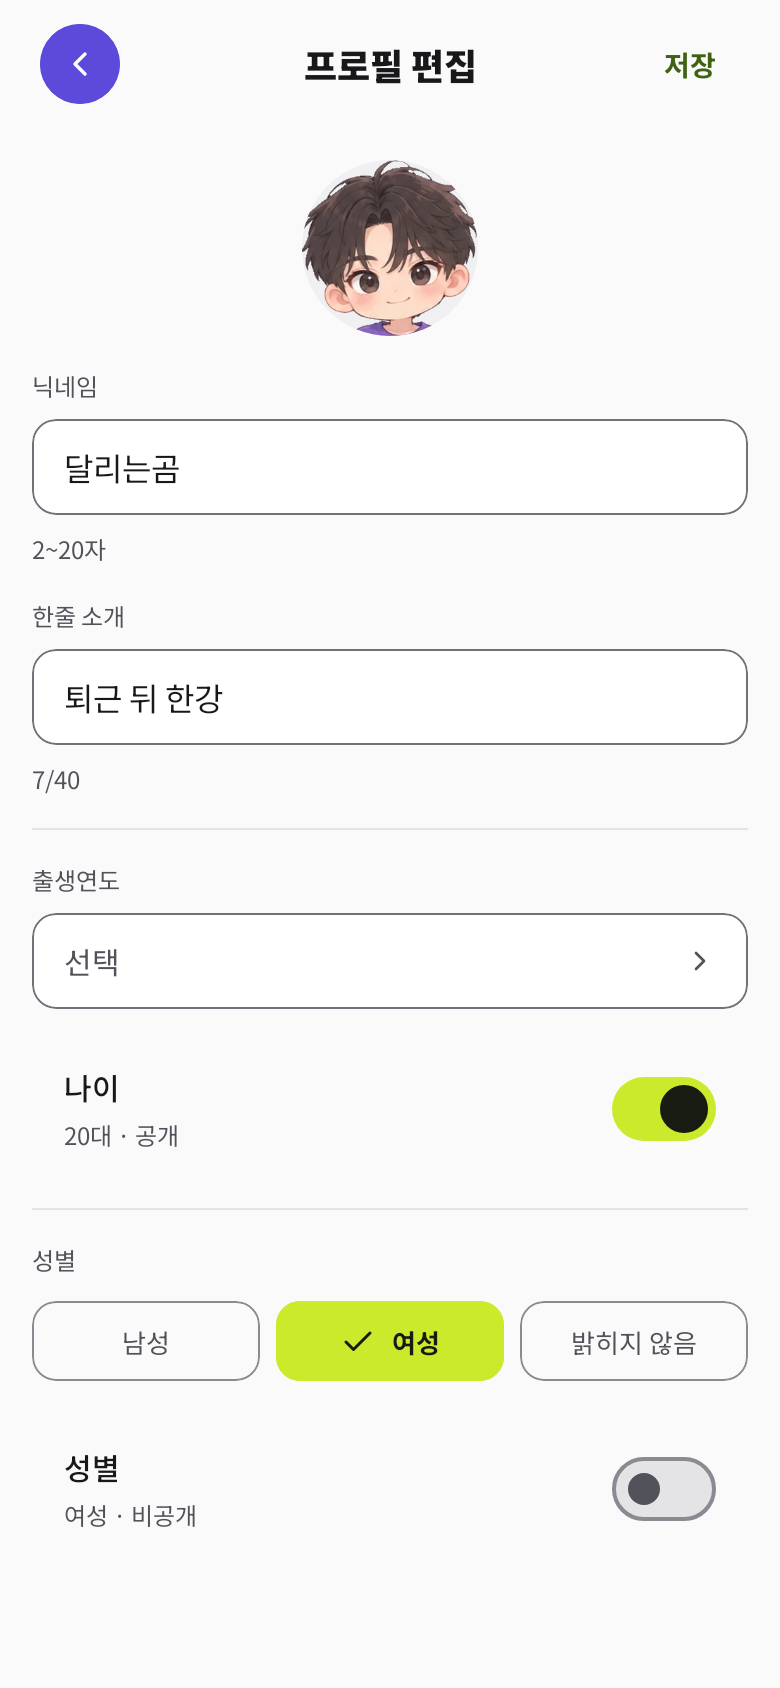 프로필 편집
저장
닉네임
달리는곰
2~20자
한줄 소개
퇴근 뒤 한강
7/40
출생연도
선택
나이
20대 · 공개
성별
남성
여성
밝히지 않음
성별
여성 · 비공개